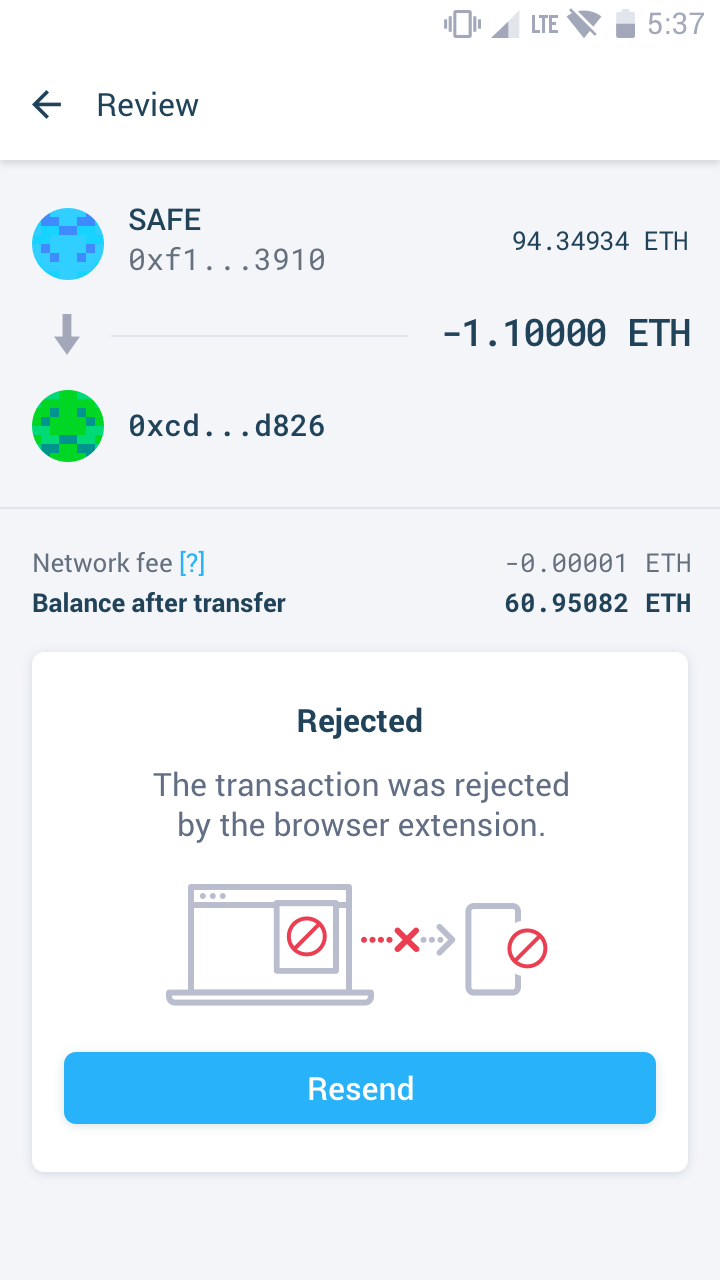 LTE 5:37
Review
SAFE
0xf1...3910
94.34934 ETH
-1.10000 ETH
0xcd...d826
Network fee [?] -0.00001 ETH
Balance after transfer 60.95082 ETH
Rejected
The transaction was rejected
by the browser extension.
Resend